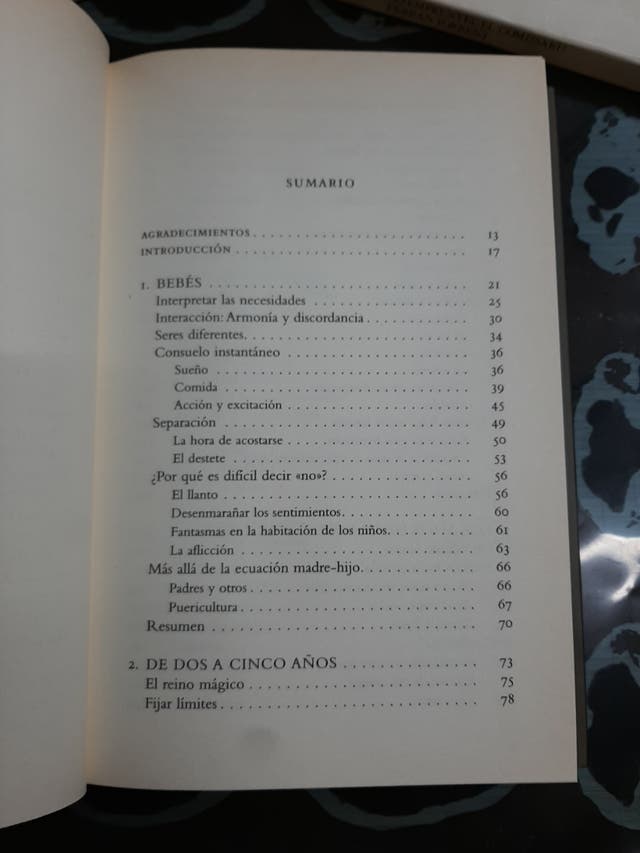 SUMARIO
AGRADECIMIENTOS . . . . . . . . . . . . . . . . . . . . . . . . 13
INTRODUCCIÓN . . . . . . . . . . . . . . . . . . . . . . . . . . 17
1. BEBÉS . . . . . . . . . . . . . . . . . . . . . . . . . . . . 21
Interpretar las necesidades . . . . . . . . . . . . . . . . . 25
Interacción: Armonía y discordancia . . . . . . . . . . . 30
Seres diferentes. . . . . . . . . . . . . . . . . . . . . . . . 34
Consuelo instantáneo . . . . . . . . . . . . . . . . . . . . 36
Sueño . . . . . . . . . . . . . . . . . . . . . . . . . . . . 36
Comida . . . . . . . . . . . . . . . . . . . . . . . . . . . 39
Acción y excitación . . . . . . . . . . . . . . . . . . . . 45
Separación . . . . . . . . . . . . . . . . . . . . . . . . . . 49
La hora de acostarse . . . . . . . . . . . . . . . . . . . 50
El destete . . . . . . . . . . . . . . . . . . . . . . . . . . 53
¿Por qué es difícil decir «no»? . . . . . . . . . . . . . . . 56
El llanto . . . . . . . . . . . . . . . . . . . . . . . . . . . 56
Desenmarañar los sentimientos. . . . . . . . . . . . . . 60
Fantasmas en la habitación de los niños. . . . . . . . . 61
La aflicción . . . . . . . . . . . . . . . . . . . . . . . . . 63
Más allá de la ecuación madre-hijo. . . . . . . . . . . . . 66
Padres y otros . . . . . . . . . . . . . . . . . . . . . . . . 66
Puericultura . . . . . . . . . . . . . . . . . . . . . . . . . 67
Resumen . . . . . . . . . . . . . . . . . . . . . . . . . . . . 70
2. DE DOS A CINCO AÑOS . . . . . . . . . . . . . . . . 73
El reino mágico . . . . . . . . . . . . . . . . . . . . . . . 75
Fijar límites . . . . . . . . . . . . . . . . . . . . . . . . . . 78